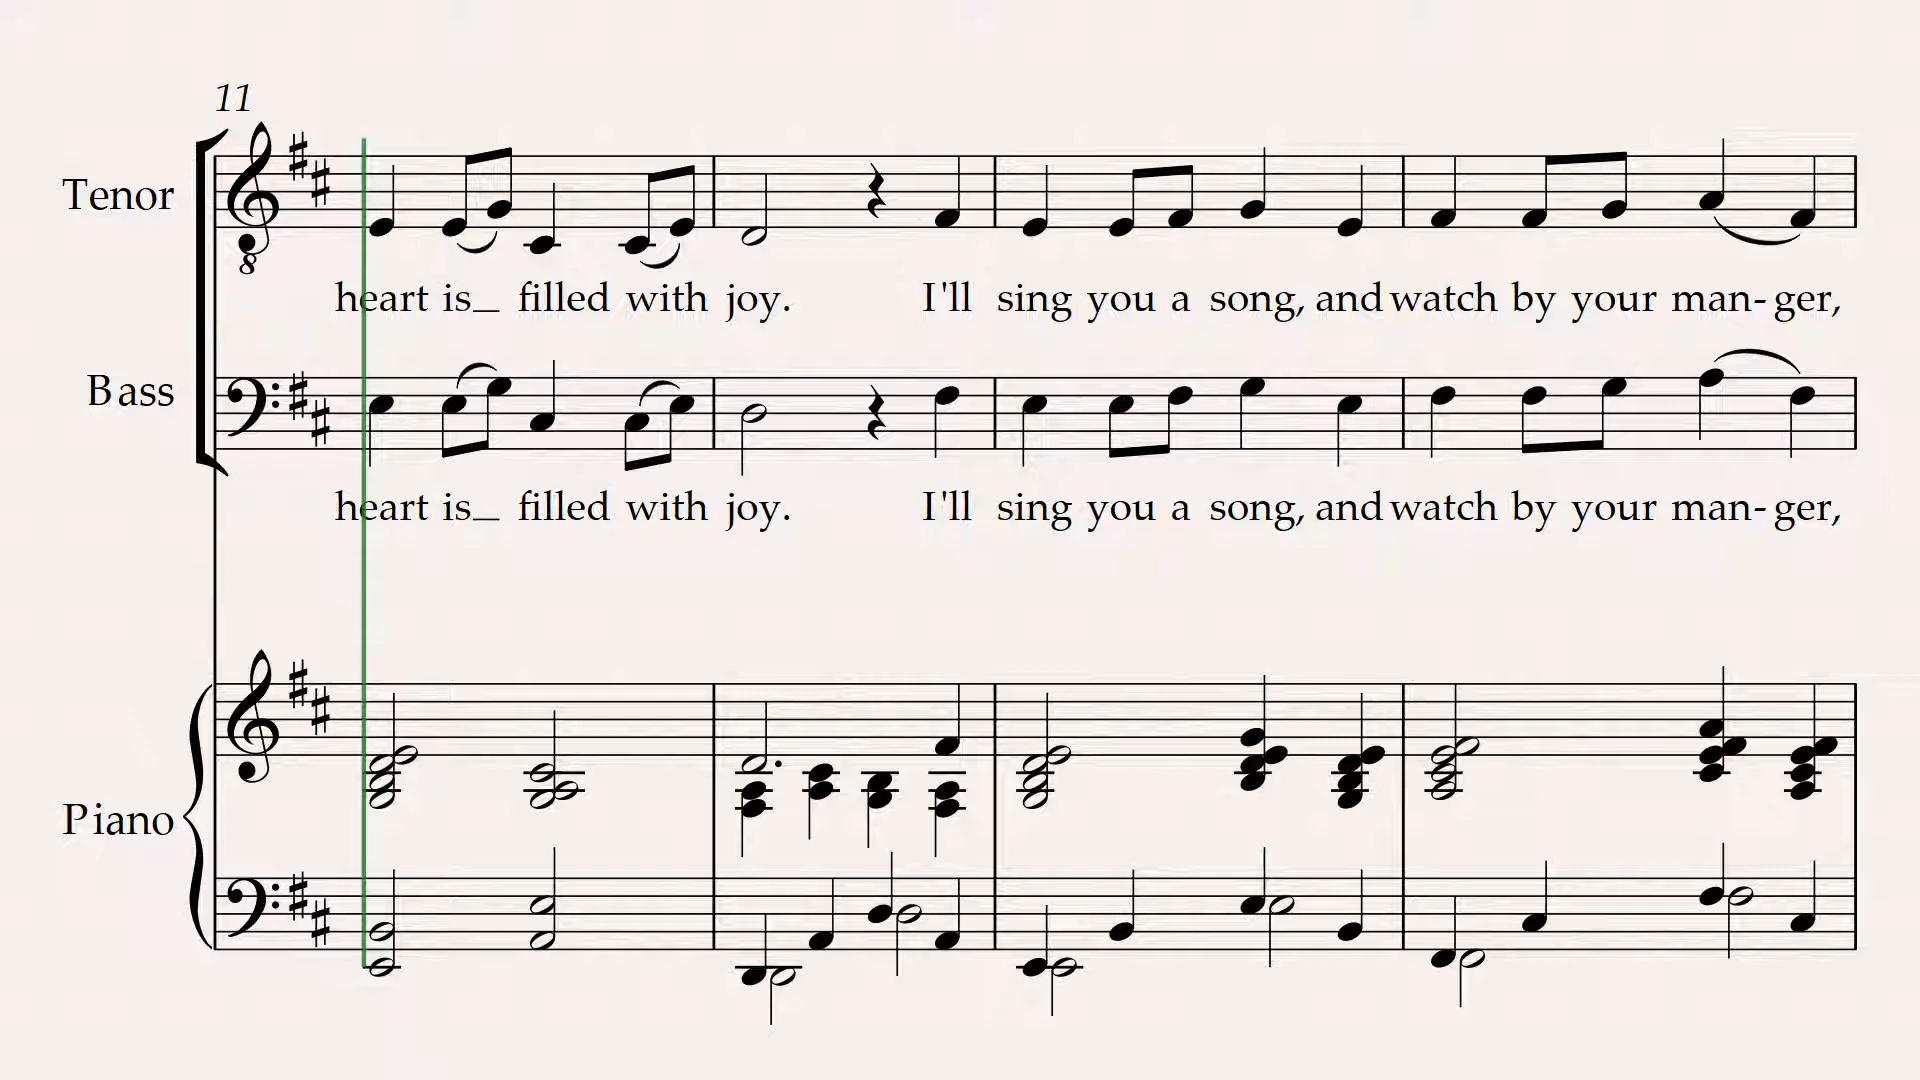 11
Tenor
8
heart is_ filled with joy. I'll sing you a song, and watch by your man- ger,
Bass
heart is_ filled with joy. I'll sing you a song, and watch by your man- ger,
Piano